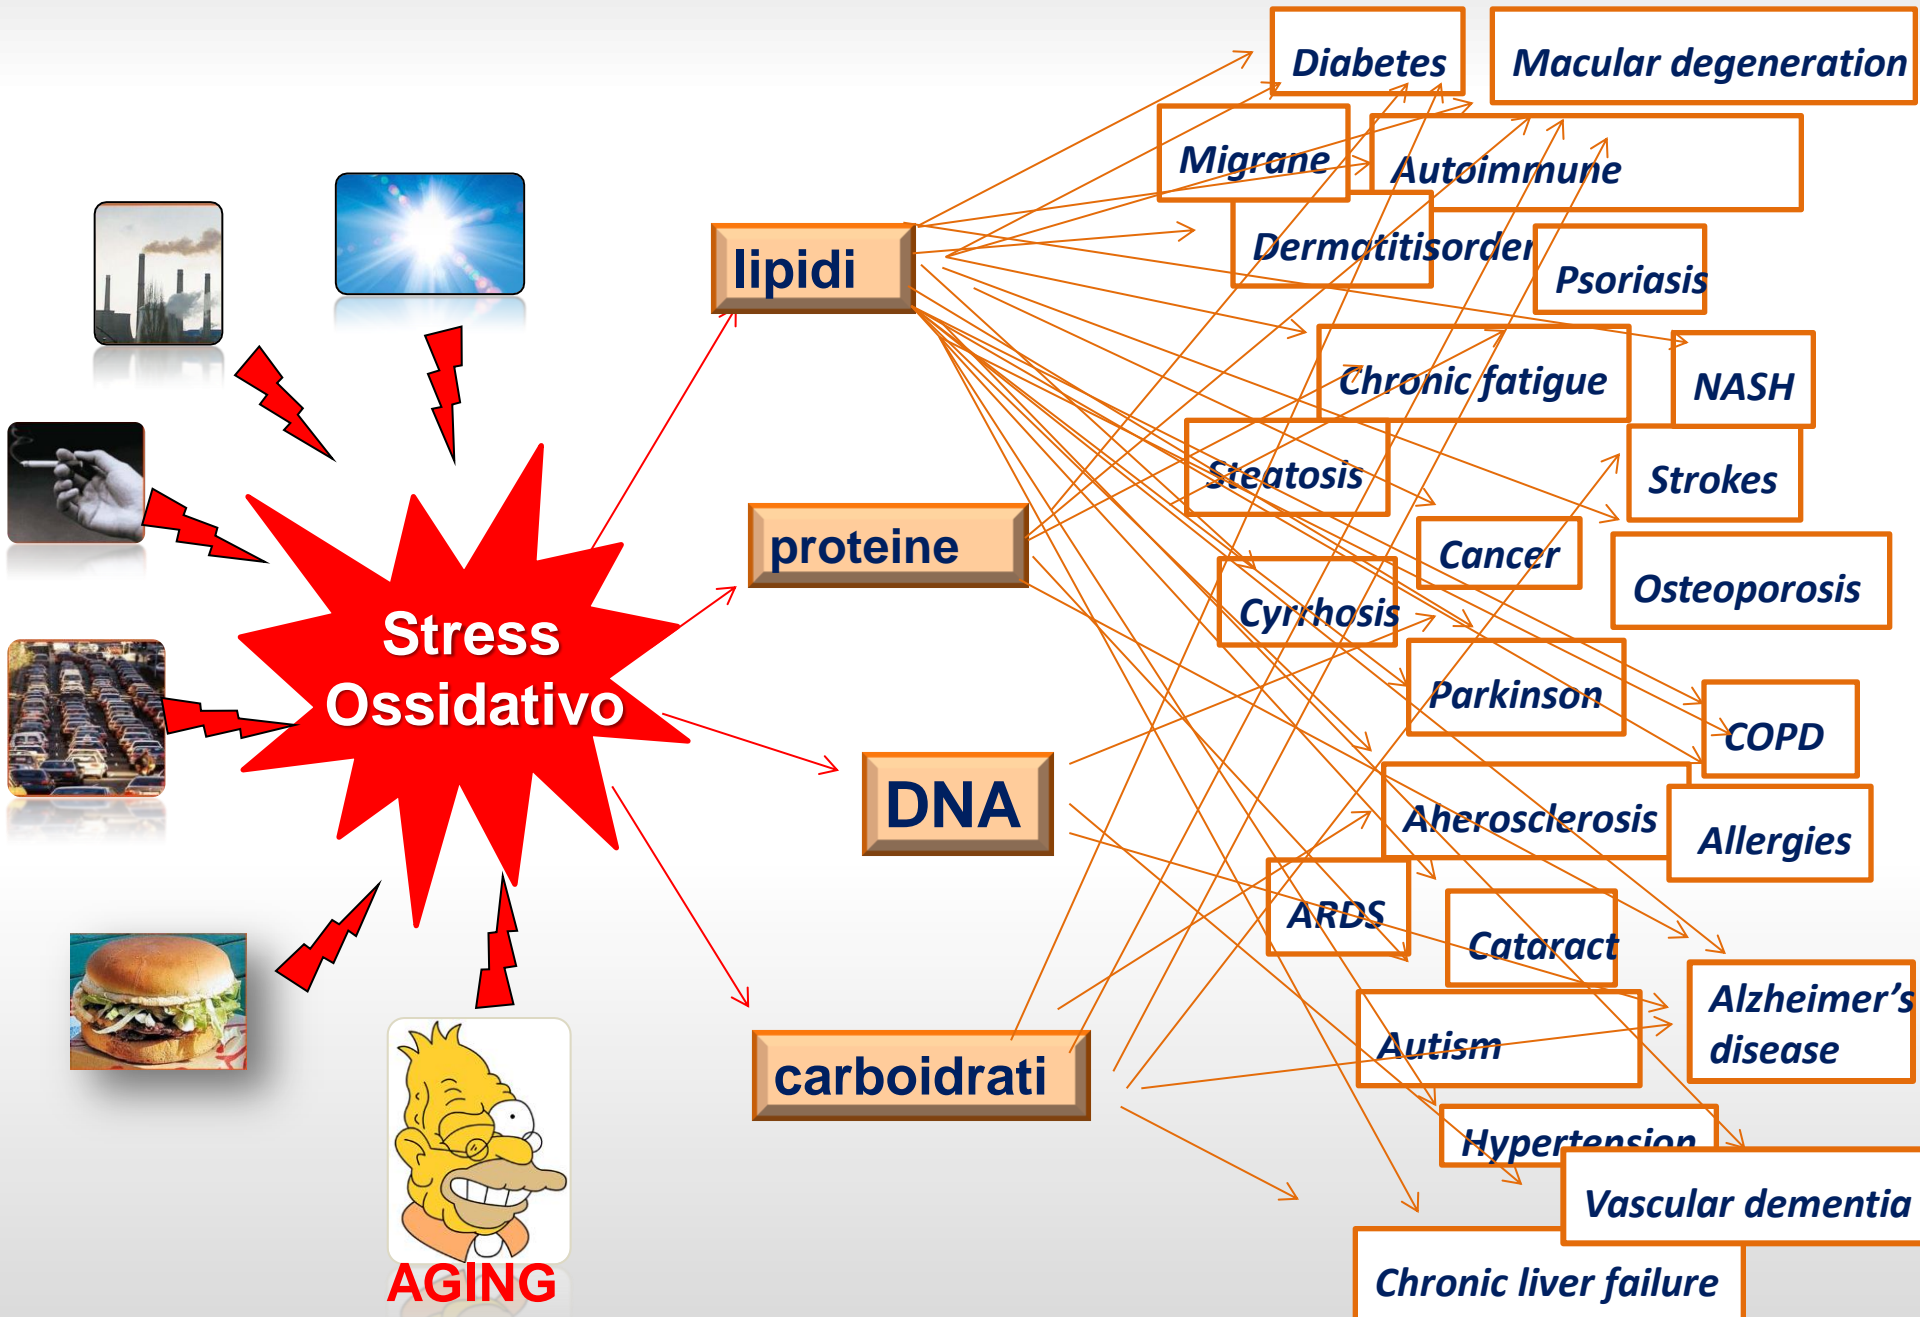 Diabetes
Macular degeneration
Migrane
Autoimmune
Dermatitisorder
Psoriasis
lipidi
Chronic fatigue
NASH
Steatosis
Strokes
proteine
Cancer
Osteoporosis
Cyrrhosis
Stress
Ossidativo
Parkinson
COPD
DNA
Aherosclerosis
Allergies
ARDS
Cataract
Alzheimer’s
disease
Autism
carboidrati
Hypertension
Vascular dementia
AGING
Chronic liver failure